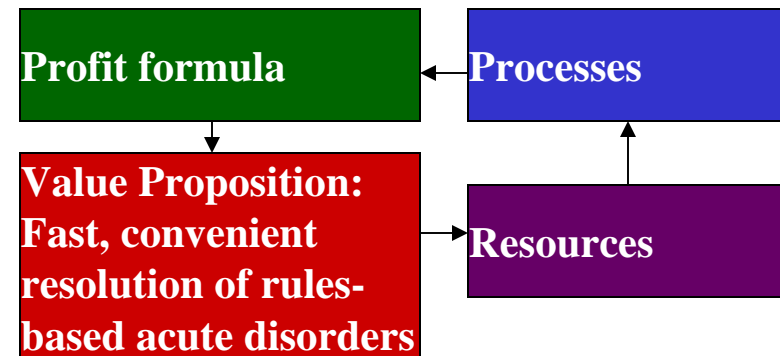 Profit formula
Processes
Value Proposition:
Fast, convenient
resolution of rules-
based acute disorders
Resources